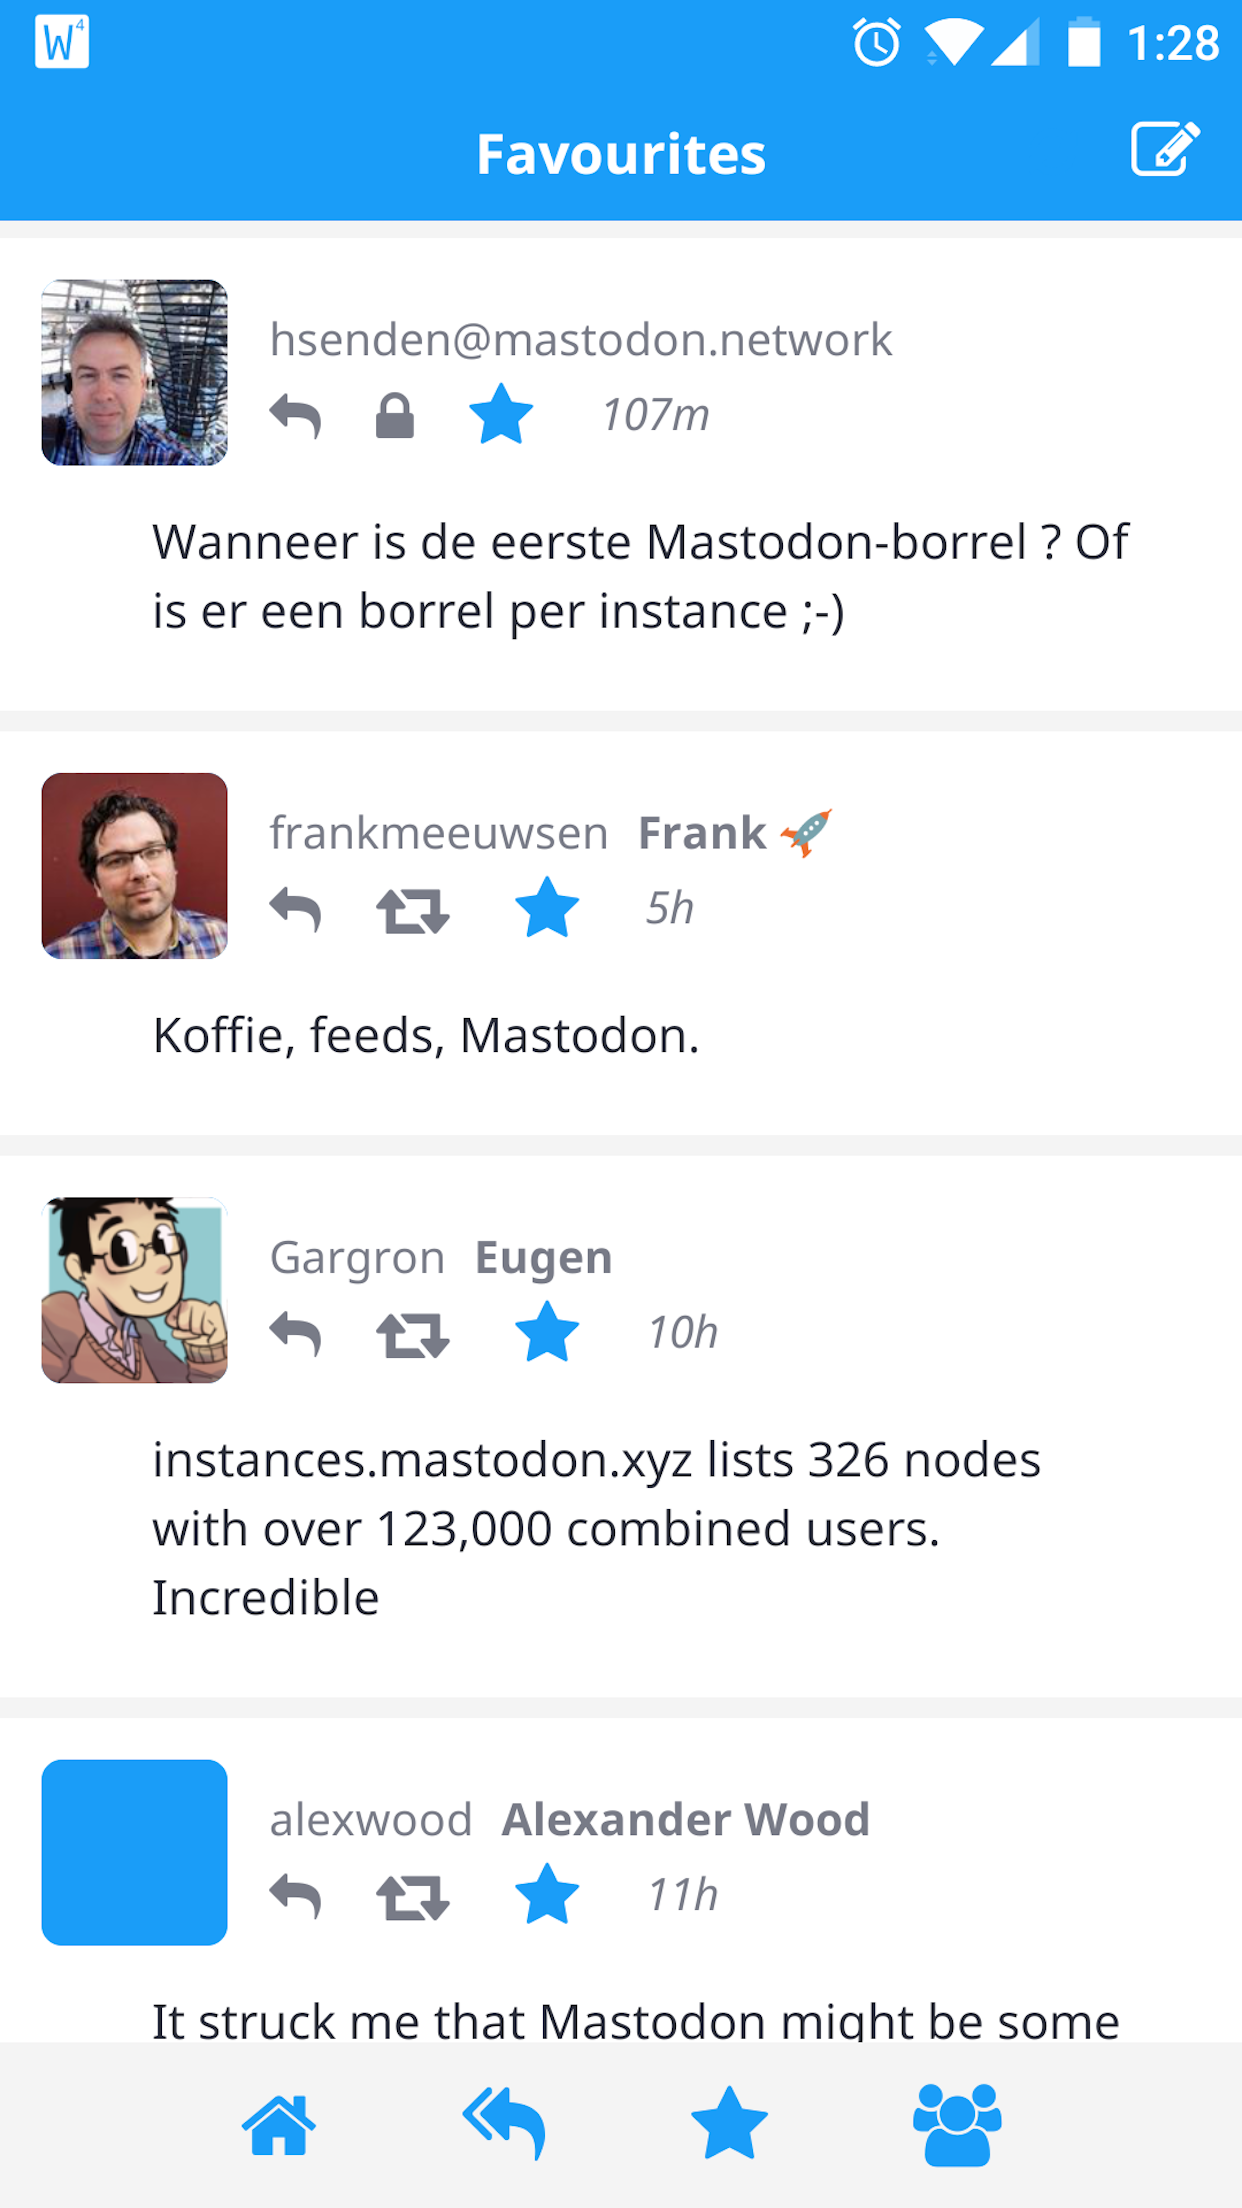 W4
1:28
Favourites
hsenden@mastodon.network
107m
Wanneer is de eerste Mastodon-borrel ? Of
is er een borrel per instance ;-)
frankmeeuwsen Frank 🚀
5h
Koffie, feeds, Mastodon.
Gargron Eugen
10h
instances.mastodon.xyz lists 326 nodes
with over 123,000 combined users.
Incredible
alexwood Alexander Wood
11h
It struck me that Mastodon might be some